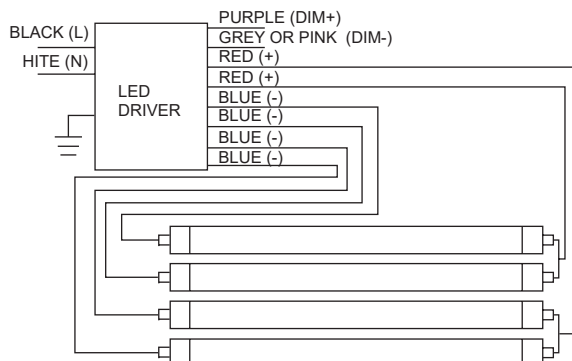 PURPLE (DIM+)
BLACK (L)
GREY OR PINK (DIM-)
HITE (N)
RED (+)
RED (+)
LED
DRIVER
BLUE (-)
BLUE (-)
BLUE (-)
BLUE (-)